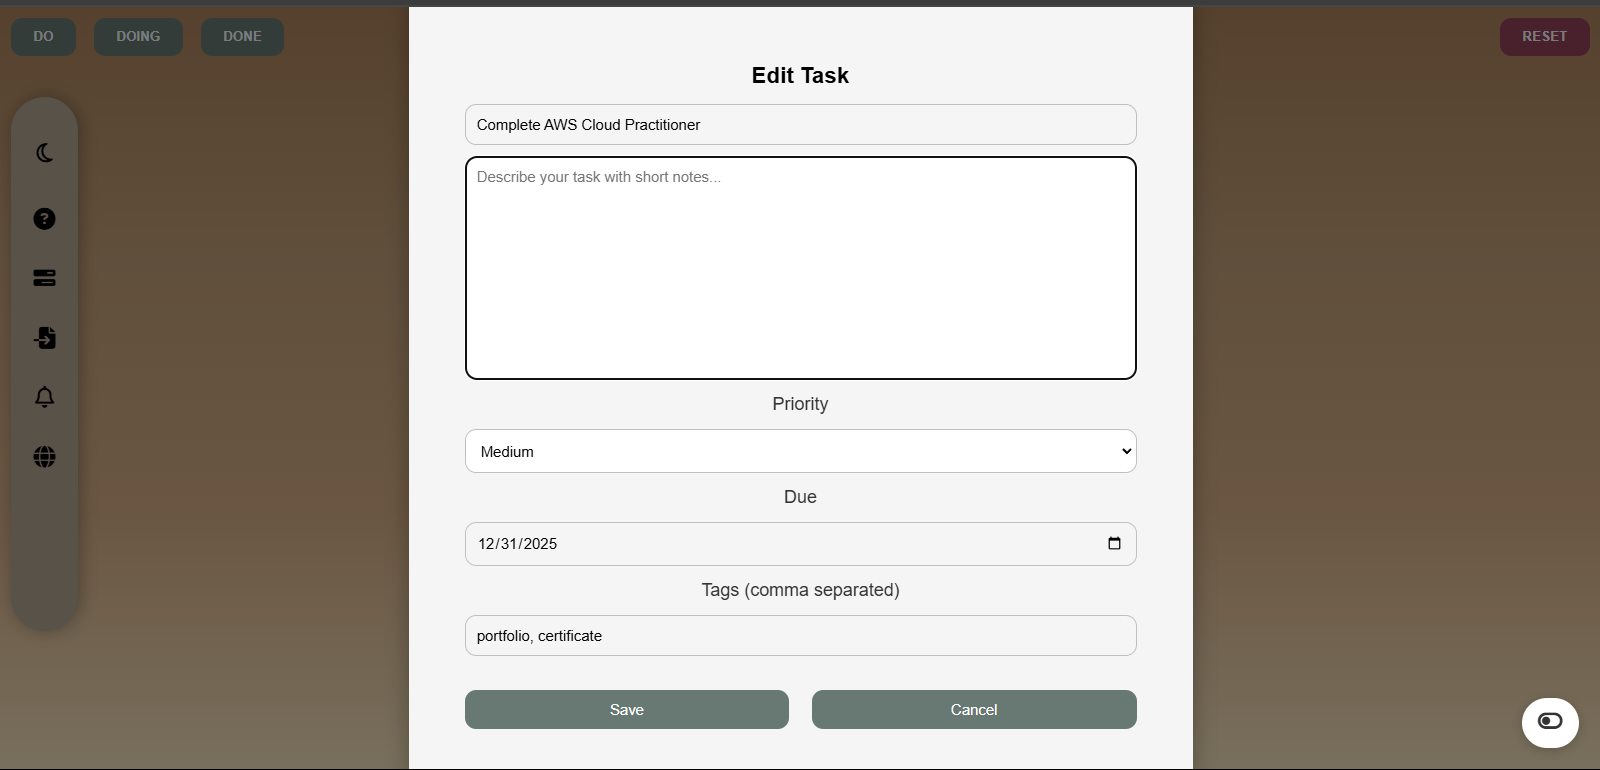 DO
DOING
DONE
RESET
Edit Task
Complete AWS Cloud Practitioner
Describe your task with short notes...
Priority
Medium
Due
12/31/2025
Tags (comma separated)
portfolio, certificate
Save
Cancel